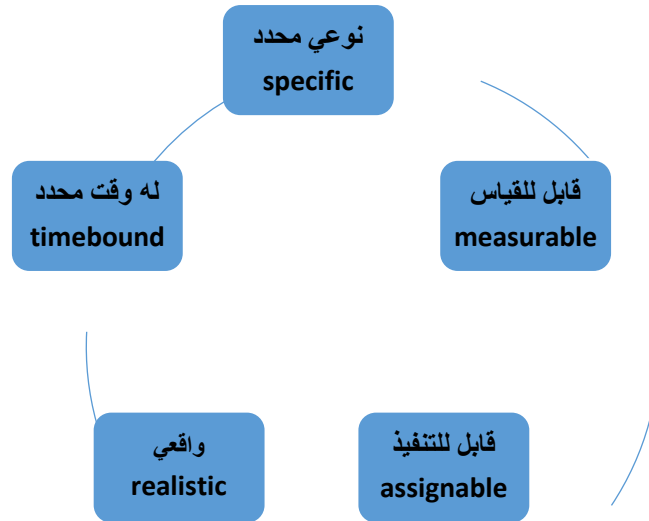 نوعي محدد
specific
قابل للقياس
measurable
قابل للتنفيذ
assignable
واقعي
realistic
له وقت محدد
timebound